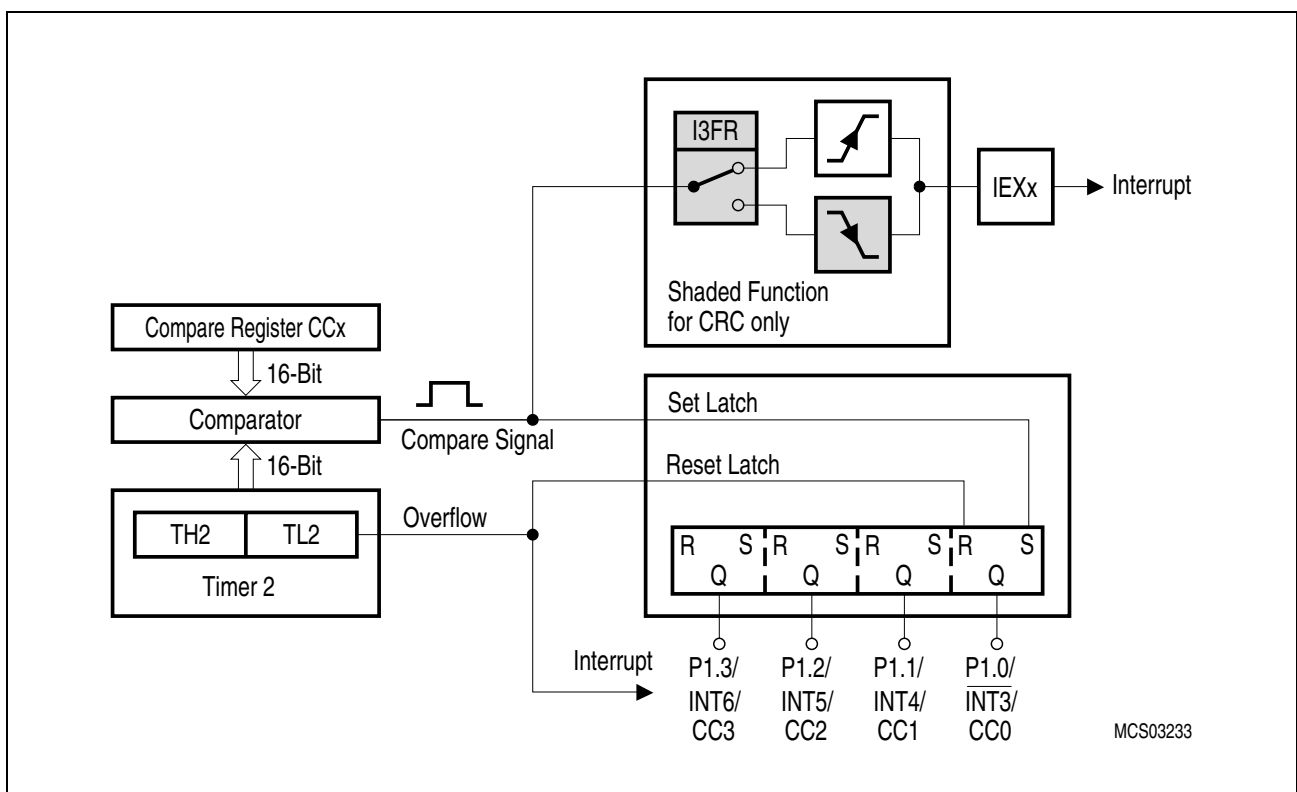 I3FR
IEXx
Interrupt
Shaded Function
for CRC only
Compare Register CCx
16-Bit
Comparator
Compare Signal
16-Bit
TH2
TL2
Timer 2
Overflow
Set Latch
Reset Latch
R S R S R S R S
Q Q Q Q
Interrupt
P1.3/
INT6/
CC3
P1.2/
INT5/
CC2
P1.1/
INT4/
CC1
P1.0/
I̅N̅T̅3̅/
CC0
MCS03233